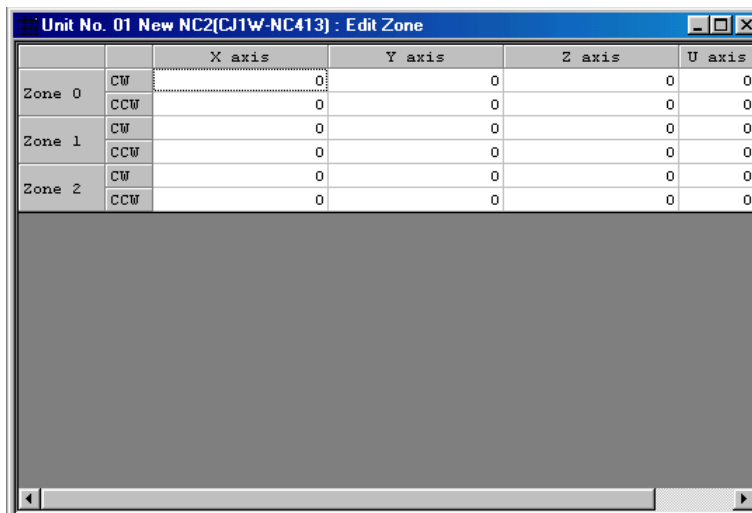 Unit No. 01 New NC2(CJ1W-NC413) : Edit Zone
X axis Y axis Z axis U axis
Zone 0 CW 0 0 0 0
CCW 0 0 0 0
Zone 1 CW 0 0 0 0
CCW 0 0 0 0
Zone 2 CW 0 0 0 0
CCW 0 0 0 0